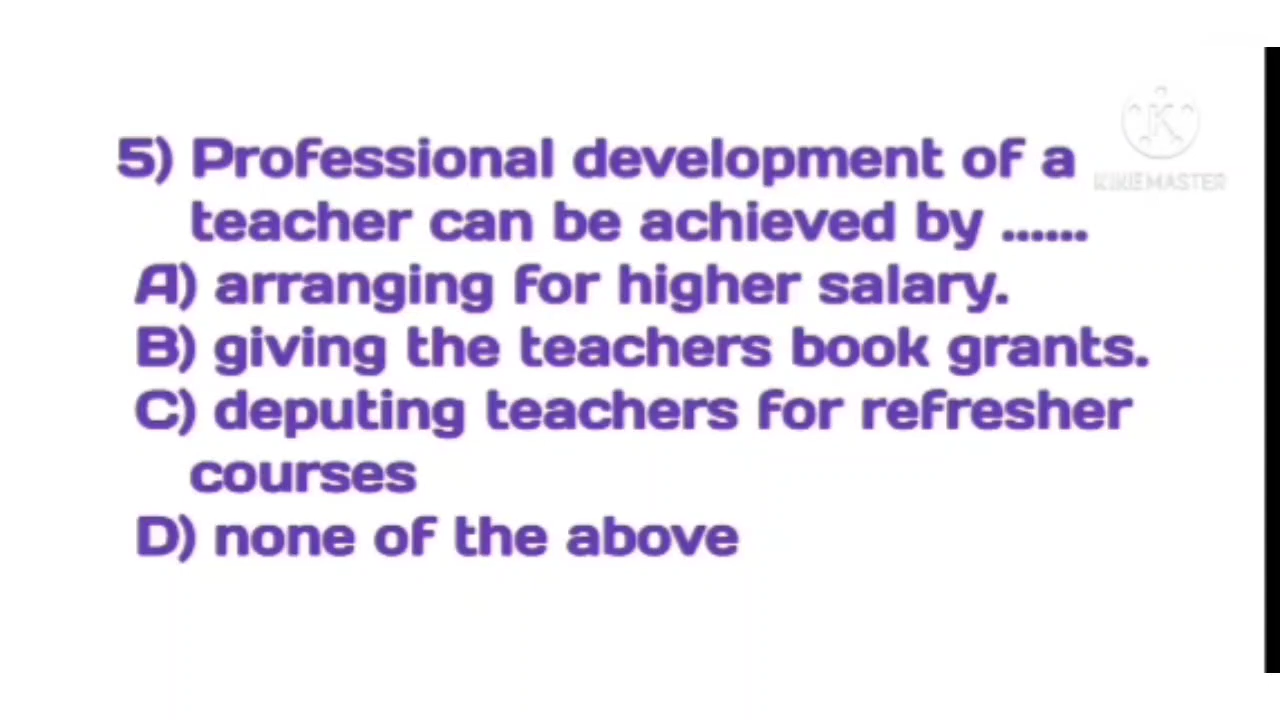 5) Professional development of a
teacher can be achieved by ......
A) arranging for higher salary.
B) giving the teachers book grants.
C) deputing teachers for refresher
courses
D) none of the above
K
KINEMASTER